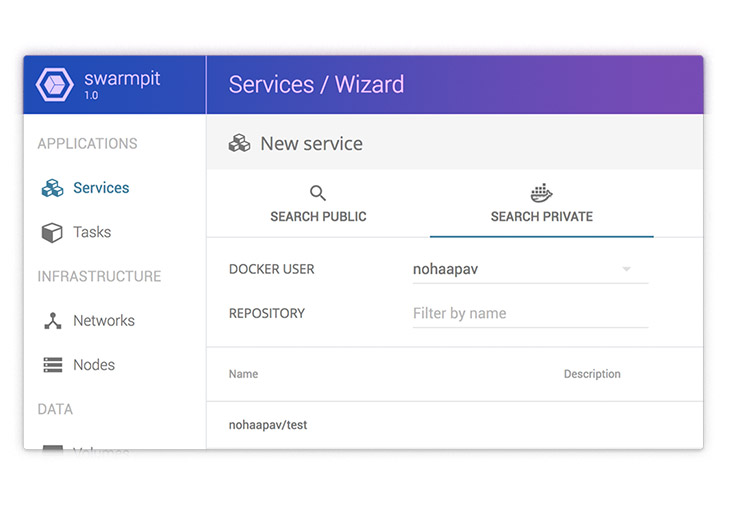 swarmpit
1.0
Services / Wizard
APPLICATIONS
Services
Tasks
INFRASTRUCTURE
Networks
Nodes
DATA
Volumes
New service
SEARCH PUBLIC
SEARCH PRIVATE
DOCKER USER
nohaapav
REPOSITORY
Filter by name
Name
Description
nohaapav/test